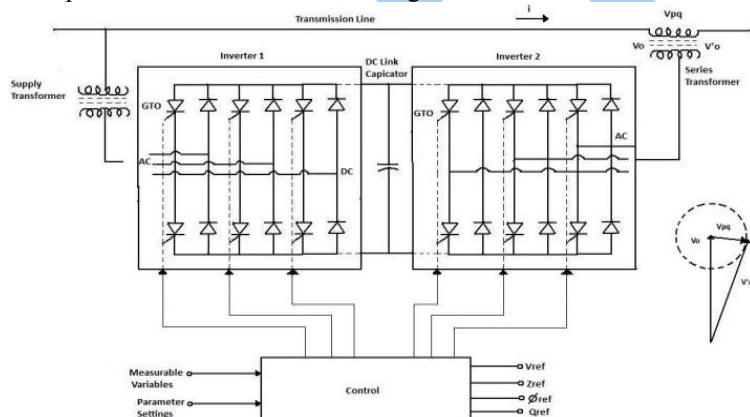 Transmission Line
i
Vpq
Vo
V'o
Inverter 1
DC Link
Capicator
Inverter 2
Supply
Transformer
Series
Transformer
GTO
GTO
AC
AC
DC
Vpq
Vo
Measurable
Variables
Parameter
Settings
Control
Vref
Zref
Øref
Qref